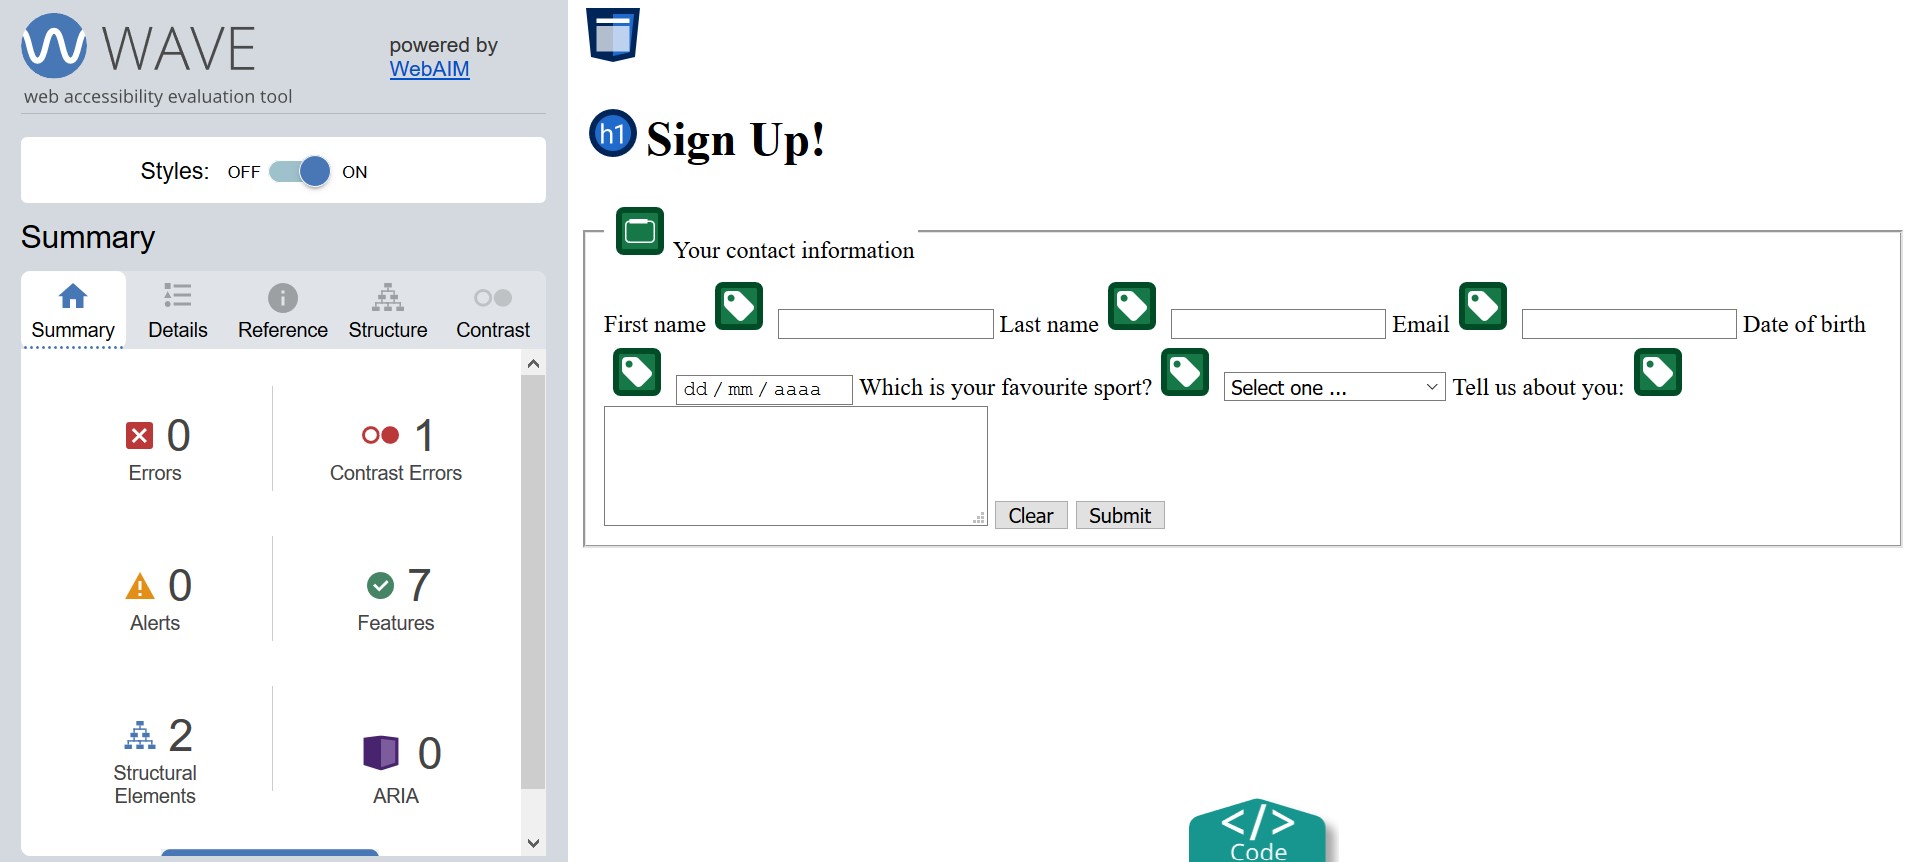 WAVE
powered by
WebAIM
web accessibility evaluation tool
Styles: OFF ON
Summary
Summary Details Reference Structure Contrast
0
Errors
1
Contrast Errors
0
Alerts
7
Features
2
Structural
Elements
0
ARIA
h1 Sign Up!
Your contact information
First name Last name Email Date of birth
dd / mm / aaaa Which is your favourite sport? Select one ... Tell us about you:
Clear Submit
</>
Code